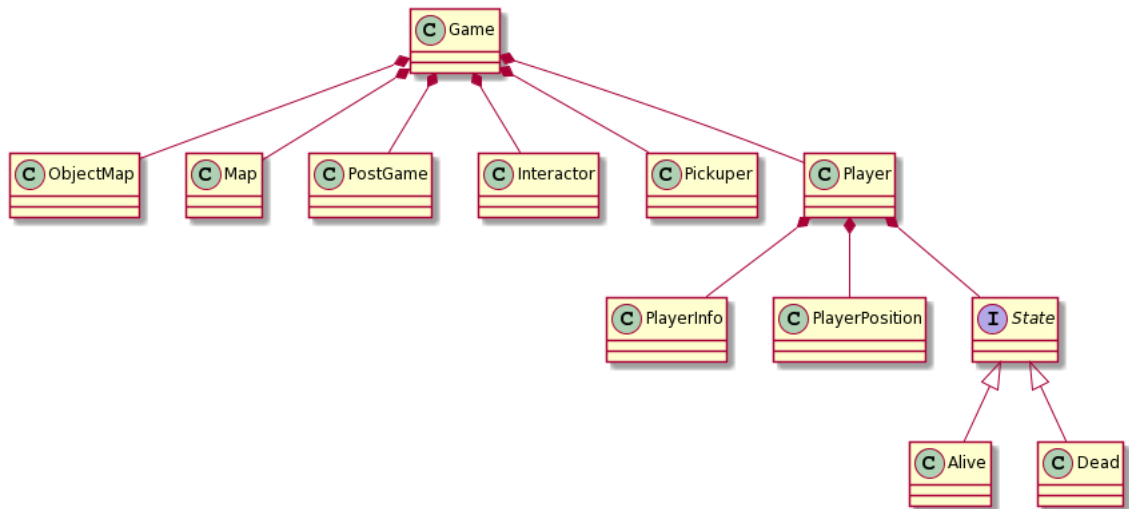 C Game
C ObjectMap
C Map
C PostGame
C Interactor
C Pickuper
C Player
C PlayerInfo
C PlayerPosition
I State
C Alive
C Dead